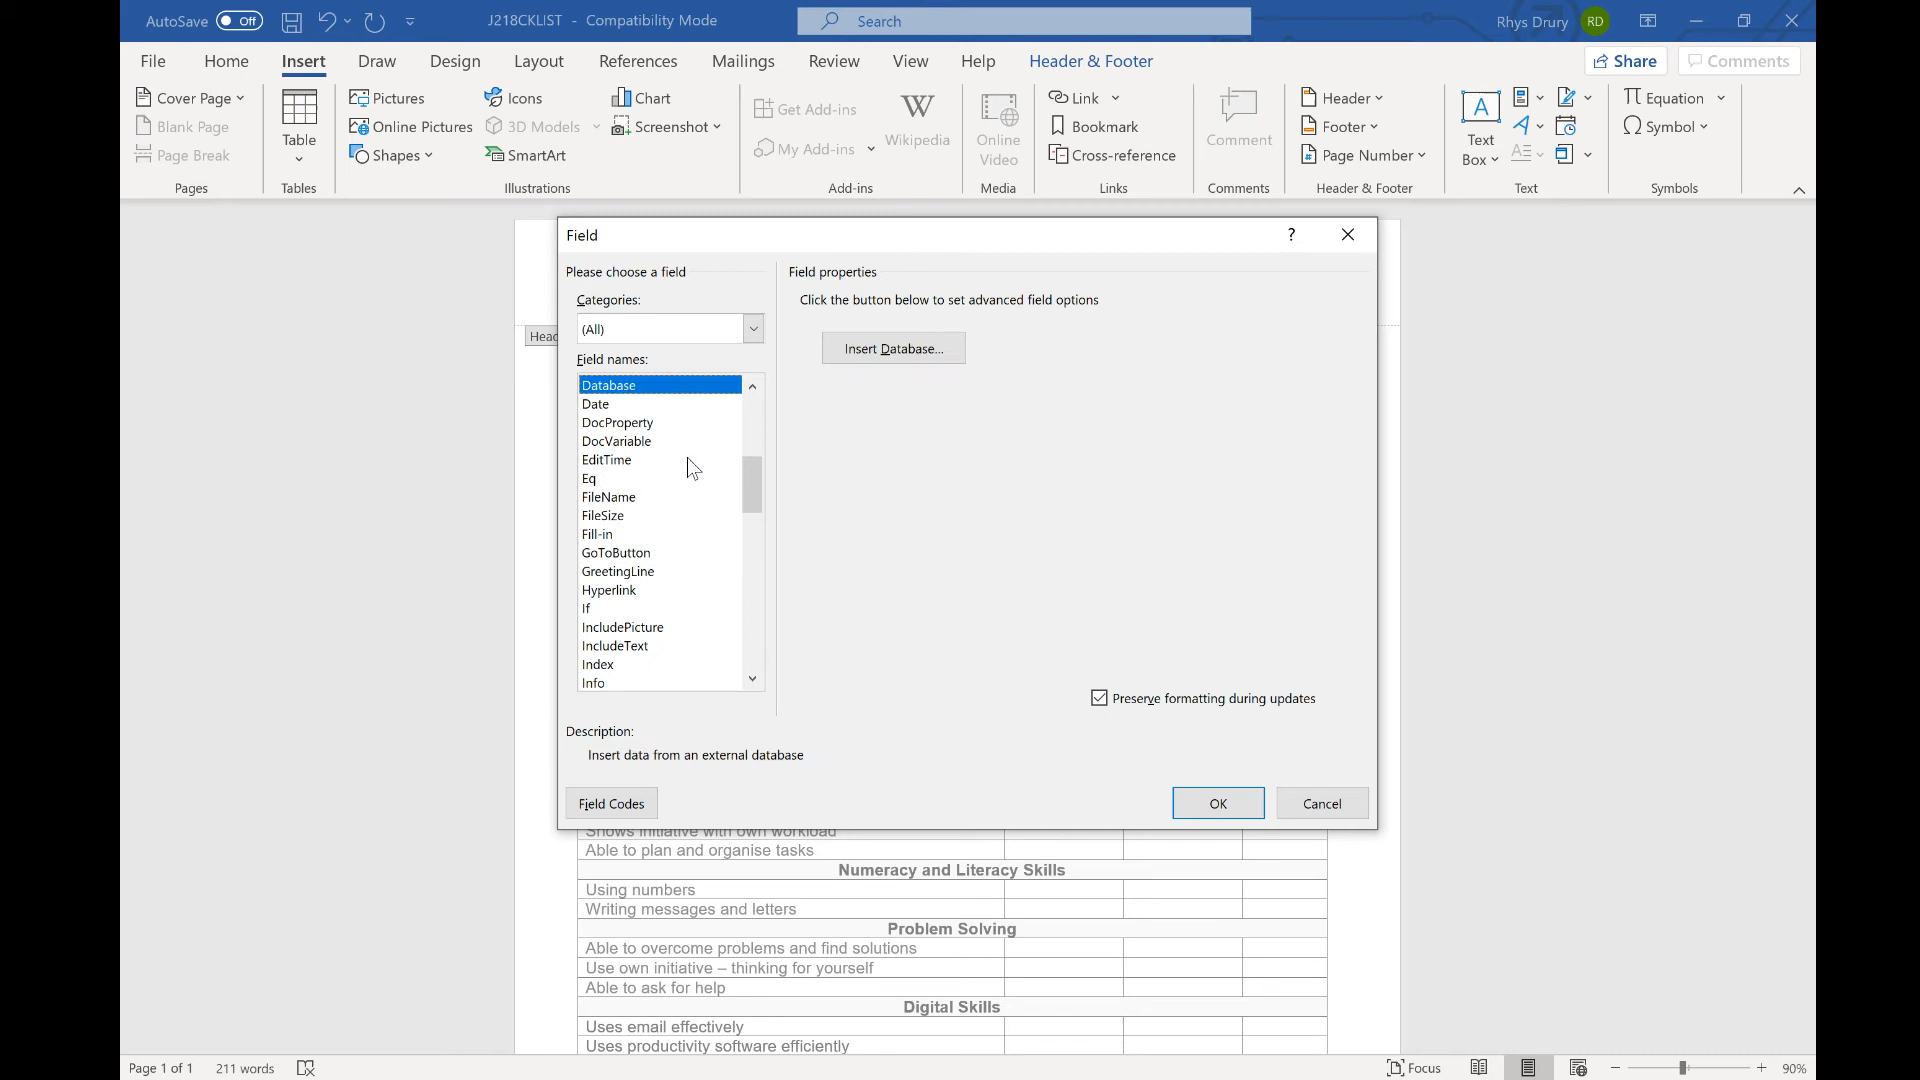 AutoSave Off J218CKLIST - Compatibility Mode Search Rhys Drury RD
File Home Insert Draw Design Layout References Mailings Review View Help Header & Footer Share Comments
Cover Page
Blank Page
Page Break
Pages
Table
Tables
Pictures
Online Pictures
Shapes
Icons
3D Models
SmartArt
Chart
Screenshot
Illustrations
Get Add-ins
My Add-ins
Wikipedia
Add-ins
Online
Video
Media
Link
Bookmark
Cross-reference
Links
Comment
Comments
Header
Footer
Page Number
Header & Footer
Text
Box
Text
Equation
Symbol
Symbols
Field
?
Please choose a field
Categories:
(All)
Field names:
Database
Date
DocProperty
DocVariable
EditTime
Eq
FileName
FileSize
Fill-in
GoToButton
GreetingLine
Hyperlink
If
IncludePicture
IncludeText
Index
Info
Field properties
Click the button below to set advanced field options
Insert Database...
Preserve formatting during updates
Description:
Insert data from an external database
Field Codes
OK
Cancel
Head
Shows initiative with own workload
Able to plan and organise tasks
Numeracy and Literacy Skills
Using numbers
Writing messages and letters
Problem Solving
Able to overcome problems and find solutions
Use own initiative – thinking for yourself
Able to ask for help
Digital Skills
Uses email effectively
Uses productivity software efficiently
Page 1 of 1 211 words Focus 90%